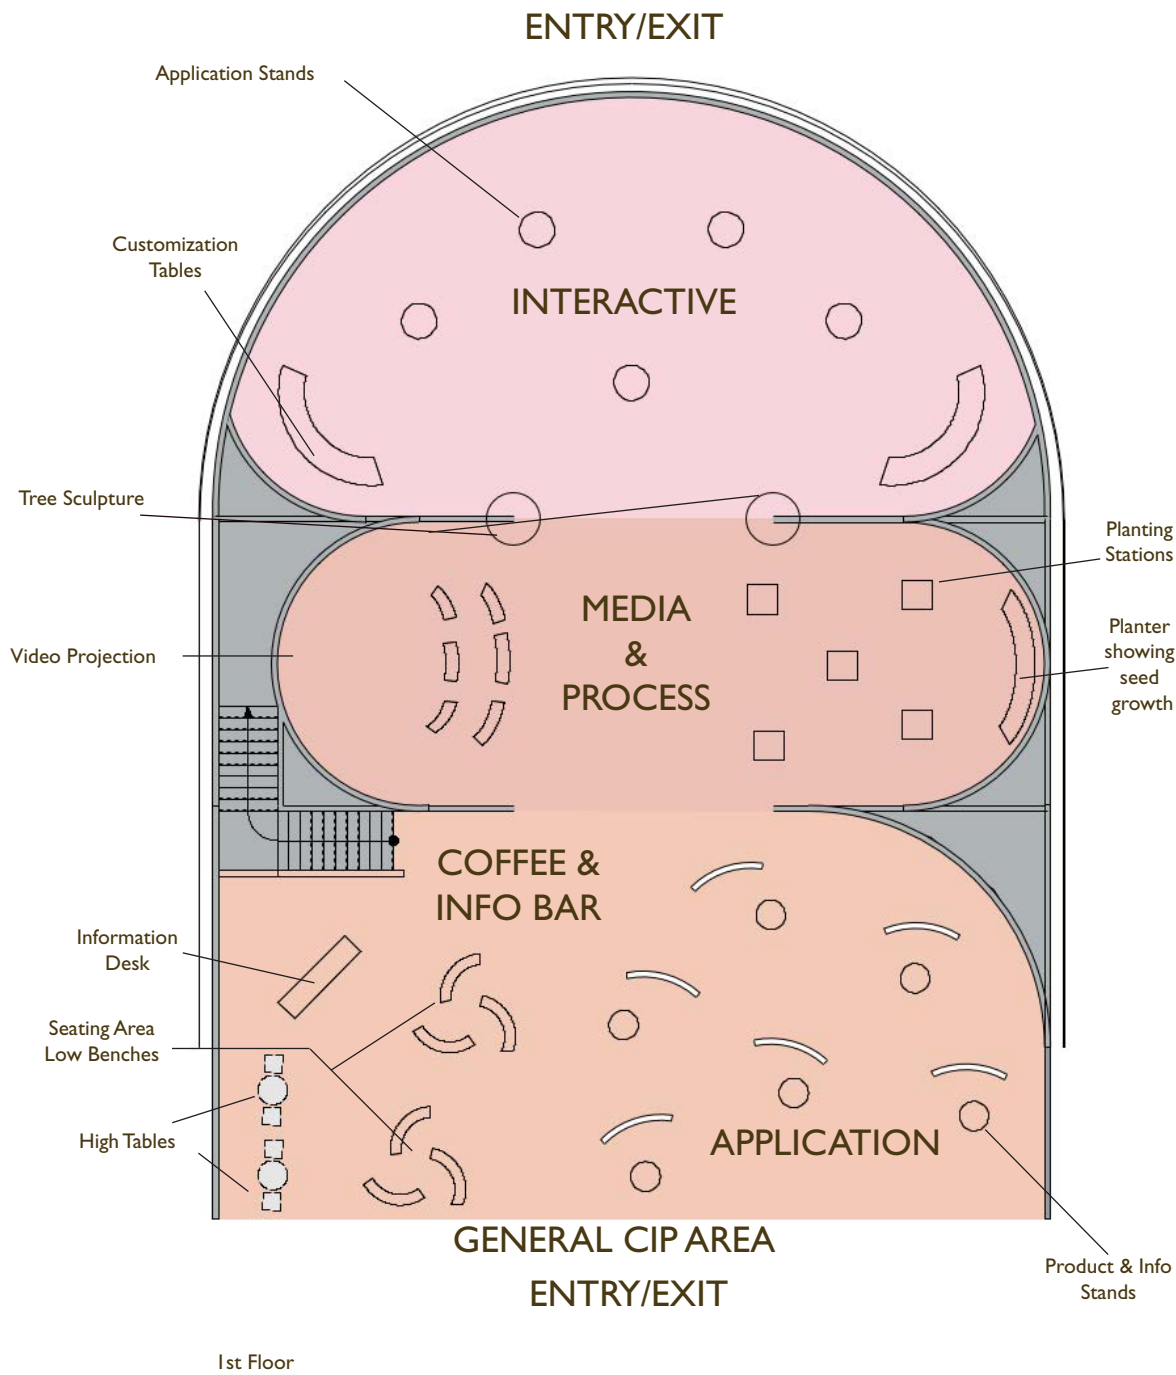 ENTRY/EXIT
Application Stands
Customization
Tables
INTERACTIVE
Tree Sculpture
Planting
Stations
MEDIA
&
PROCESS
Video Projection
Planter
showing
seed
growth
COFFEE &
INFO BAR
Information
Desk
Seating Area
Low Benches
High Tables
APPLICATION
GENERAL CIP AREA
ENTRY/EXIT
Product & Info
Stands
1st Floor